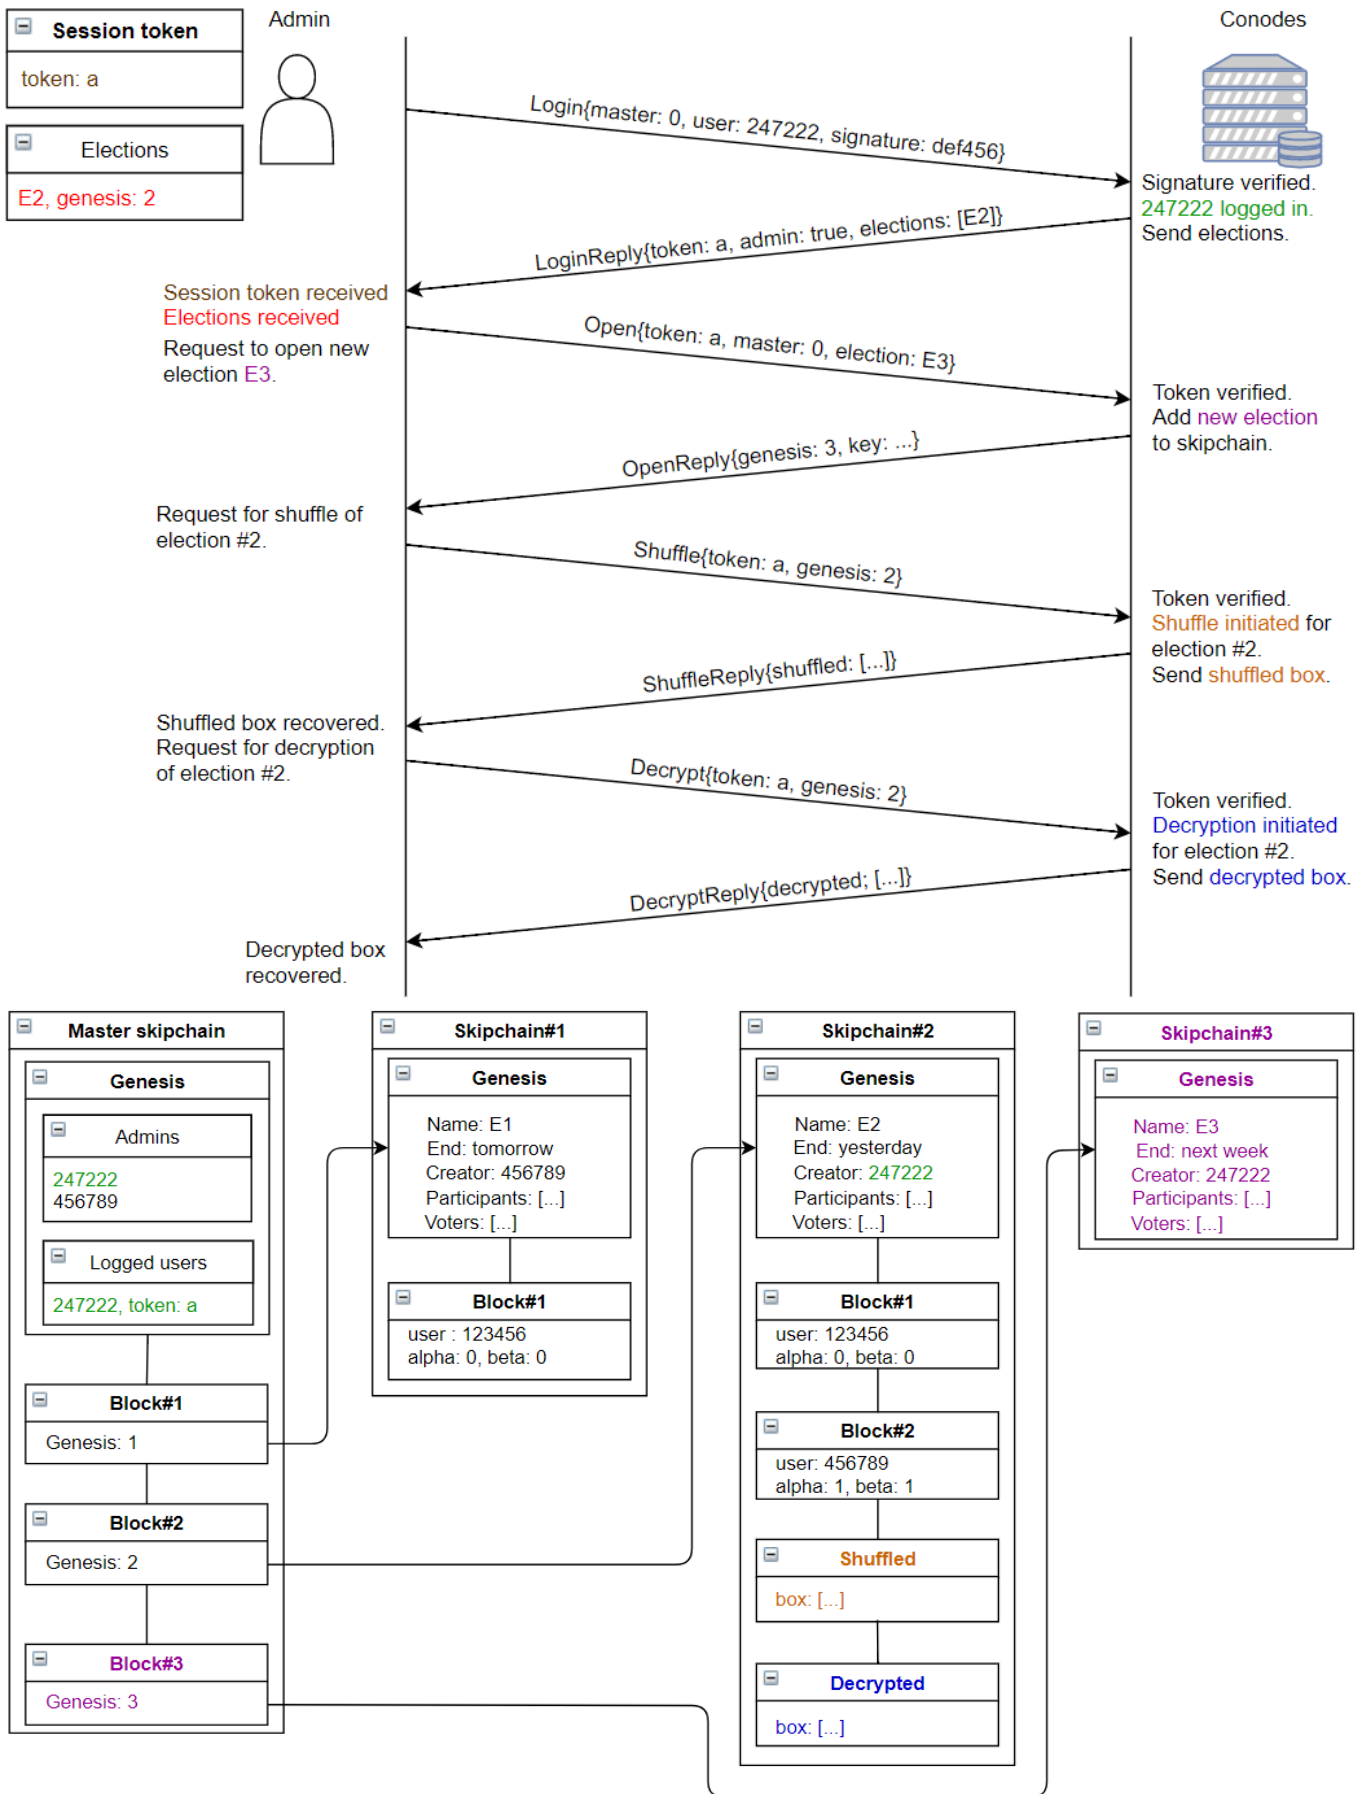 Session token
token: a
Elections
E2, genesis: 2
Admin
Conodes
Login{master: 0, user: 247222, signature: def456}
Signature verified.
247222 logged in.
Send elections.
LoginReply{token: a, admin: true, elections: [E2]}
Session token received
Elections received
Request to open new
election E3.
Open{token: a, master: 0, election: E3}
Token verified.
Add new election
to skipchain.
OpenReply{genesis: 3, key: ...}
Request for shuffle of
election #2.
Shuffle{token: a, genesis: 2}
Token verified.
Shuffle initiated for
election #2.
Send shuffled box.
ShuffleReply{shuffled: [...]}
Shuffled box recovered.
Request for decryption
of election #2.
Decrypt{token: a, genesis: 2}
Token verified.
Decryption initiated
for election #2.
Send decrypted box.
DecryptReply{decrypted; [...]}
Decrypted box
recovered.
Master skipchain
Genesis
Admins
247222
456789
Logged users
247222, token: a
Block#1
Genesis: 1
Block#2
Genesis: 2
Block#3
Genesis: 3
Skipchain#1
Genesis
Name: E1
End: tomorrow
Creator: 456789
Participants: [...]
Voters: [...]
Block#1
user : 123456
alpha: 0, beta: 0
Skipchain#2
Genesis
Name: E2
End: yesterday
Creator: 247222
Participants: [...]
Voters: [...]
Block#1
user: 123456
alpha: 0, beta: 0
Block#2
user: 456789
alpha: 1, beta: 1
Shuffled
box: [...]
Decrypted
box: [...]
Skipchain#3
Genesis
Name: E3
End: next week
Creator: 247222
Participants: [...]
Voters: [...]